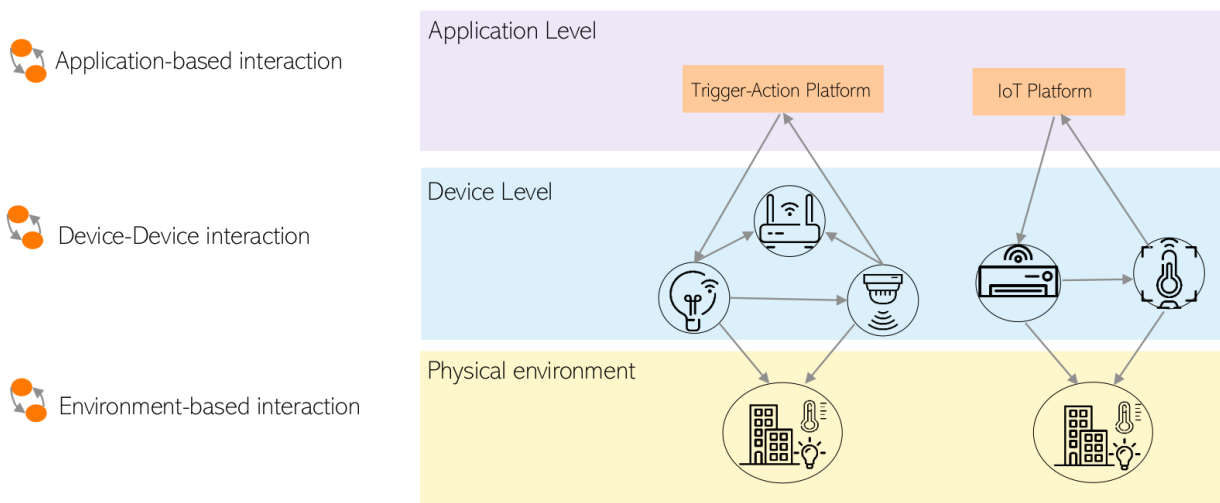 Application-based interaction
Application Level
Trigger-Action Platform
IoT Platform
Device-Device interaction
Device Level
Environment-based interaction
Physical environment